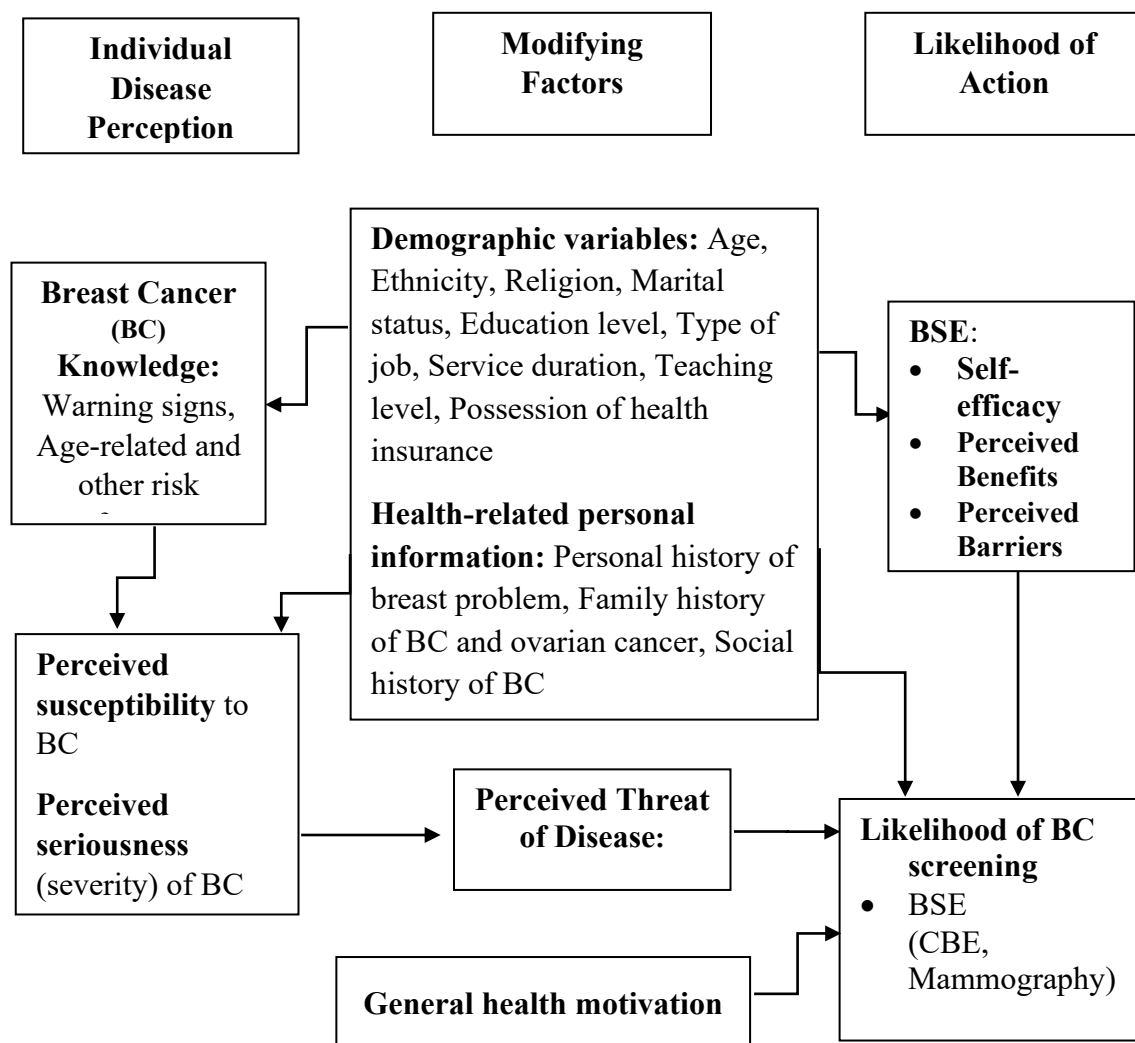 Individual
Disease
Perception
Modifying
Factors
Likelihood of
Action
Breast Cancer
(BC)
Knowledge:
Warning signs,
Age-related and
other risk
Demographic variables: Age,
Ethnicity, Religion, Marital
status, Education level, Type of
job, Service duration, Teaching
level, Possession of health
insurance
Health-related personal
information: Personal history of
breast problem, Family history
of BC and ovarian cancer, Social
history of BC
BSE:
• Self-
efficacy
• Perceived
Benefits
• Perceived
Barriers
Perceived
susceptibility to
BC
Perceived
seriousness
(severity) of BC
Perceived Threat
of Disease:
Likelihood of BC
screening
• BSE
(CBE,
Mammography)
General health motivation